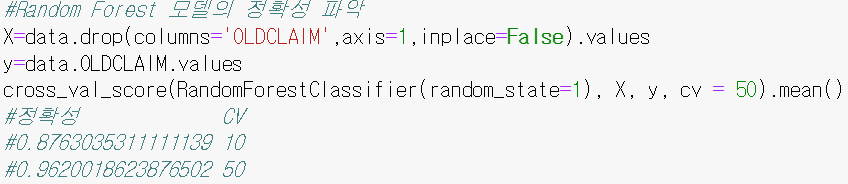 #Random Forest 모델의 정확성 파악
X=data.drop(columns='OLDCLAIM',axis=1,inplace=False).values
y=data.OLDCLAIM.values
cross_val_score(RandomForestClassifier(random_state=1), X, y, cv = 50).mean()
#정확성 CV
#0.8763035311111139 10
#0.9620018623876502 50